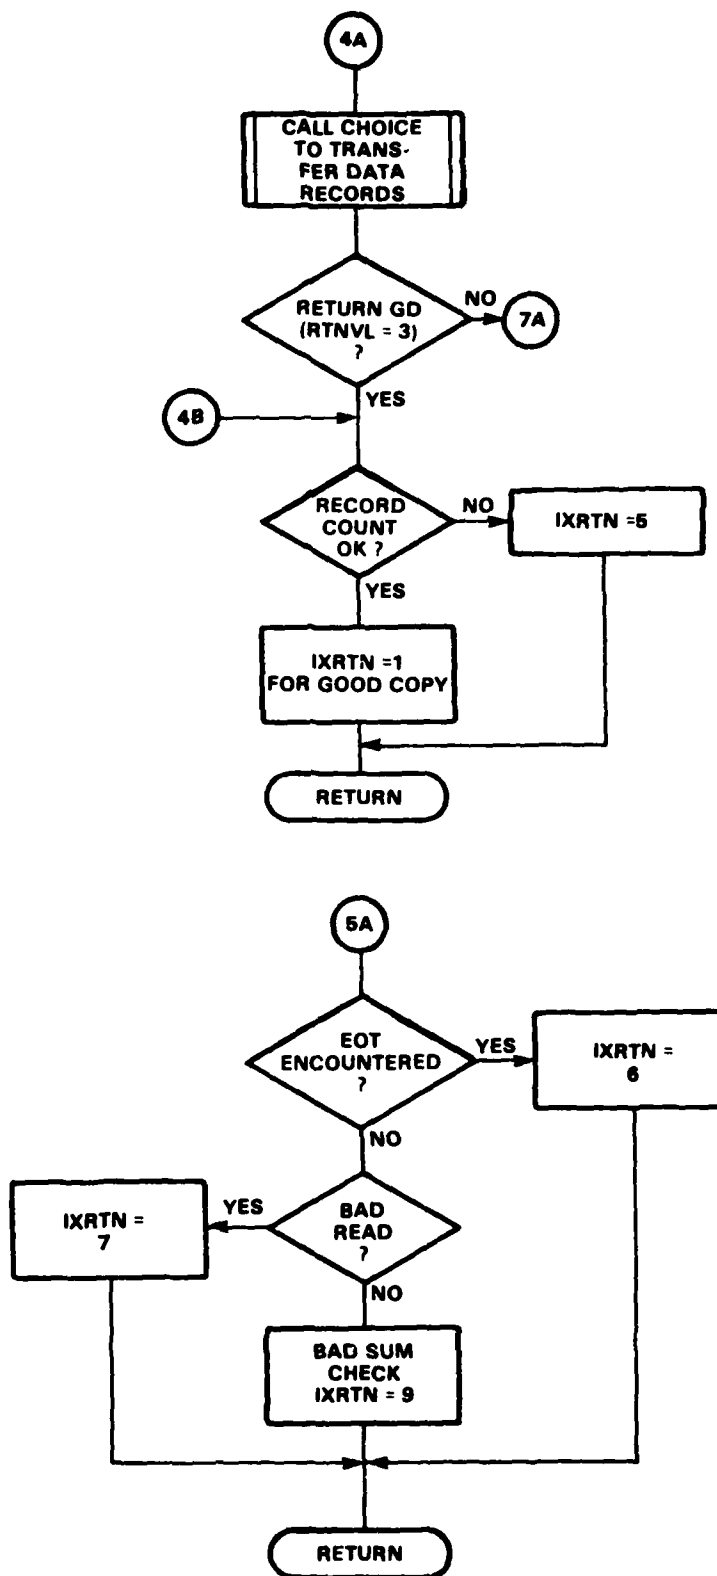 4A
CALL CHOICE
TO TRANS-
FER DATA
RECORDS
RETURN GD
(RTNVL = 3)
?
NO
7A
YES
4B
RECORD
COUNT
OK ?
NO
IXRTN =5
YES
IXRTN =1
FOR GOOD COPY
RETURN
5A
EOT
ENCOUNTERED
?
YES
IXRTN =
6
NO
BAD
READ
?
YES
IXRTN =
7
NO
BAD SUM
CHECK
IXRTN = 9
RETURN